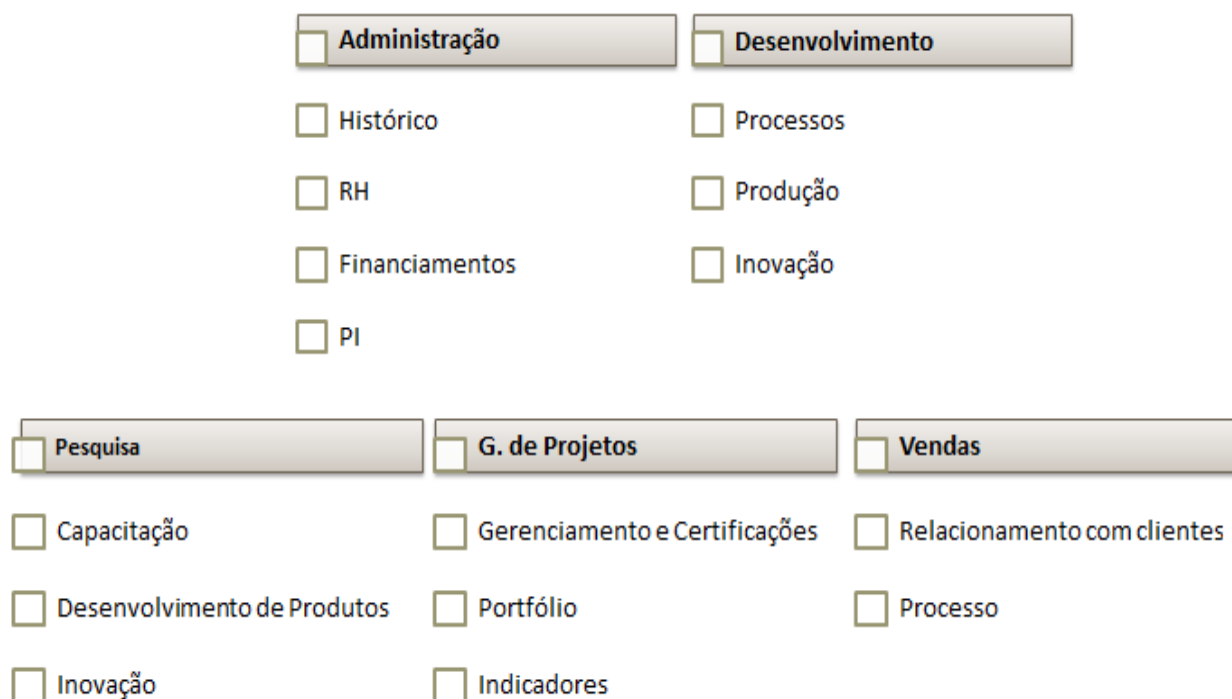 Administração
Histórico
RH
Financiamentos
PI
Desenvolvimento
Processos
Produção
Inovação
Pesquisa
Capacitação
Desenvolvimento de Produtos
Inovação
G. de Projetos
Gerenciamento e Certificações
Portfólio
Indicadores
Vendas
Relacionamento com clientes
Processo